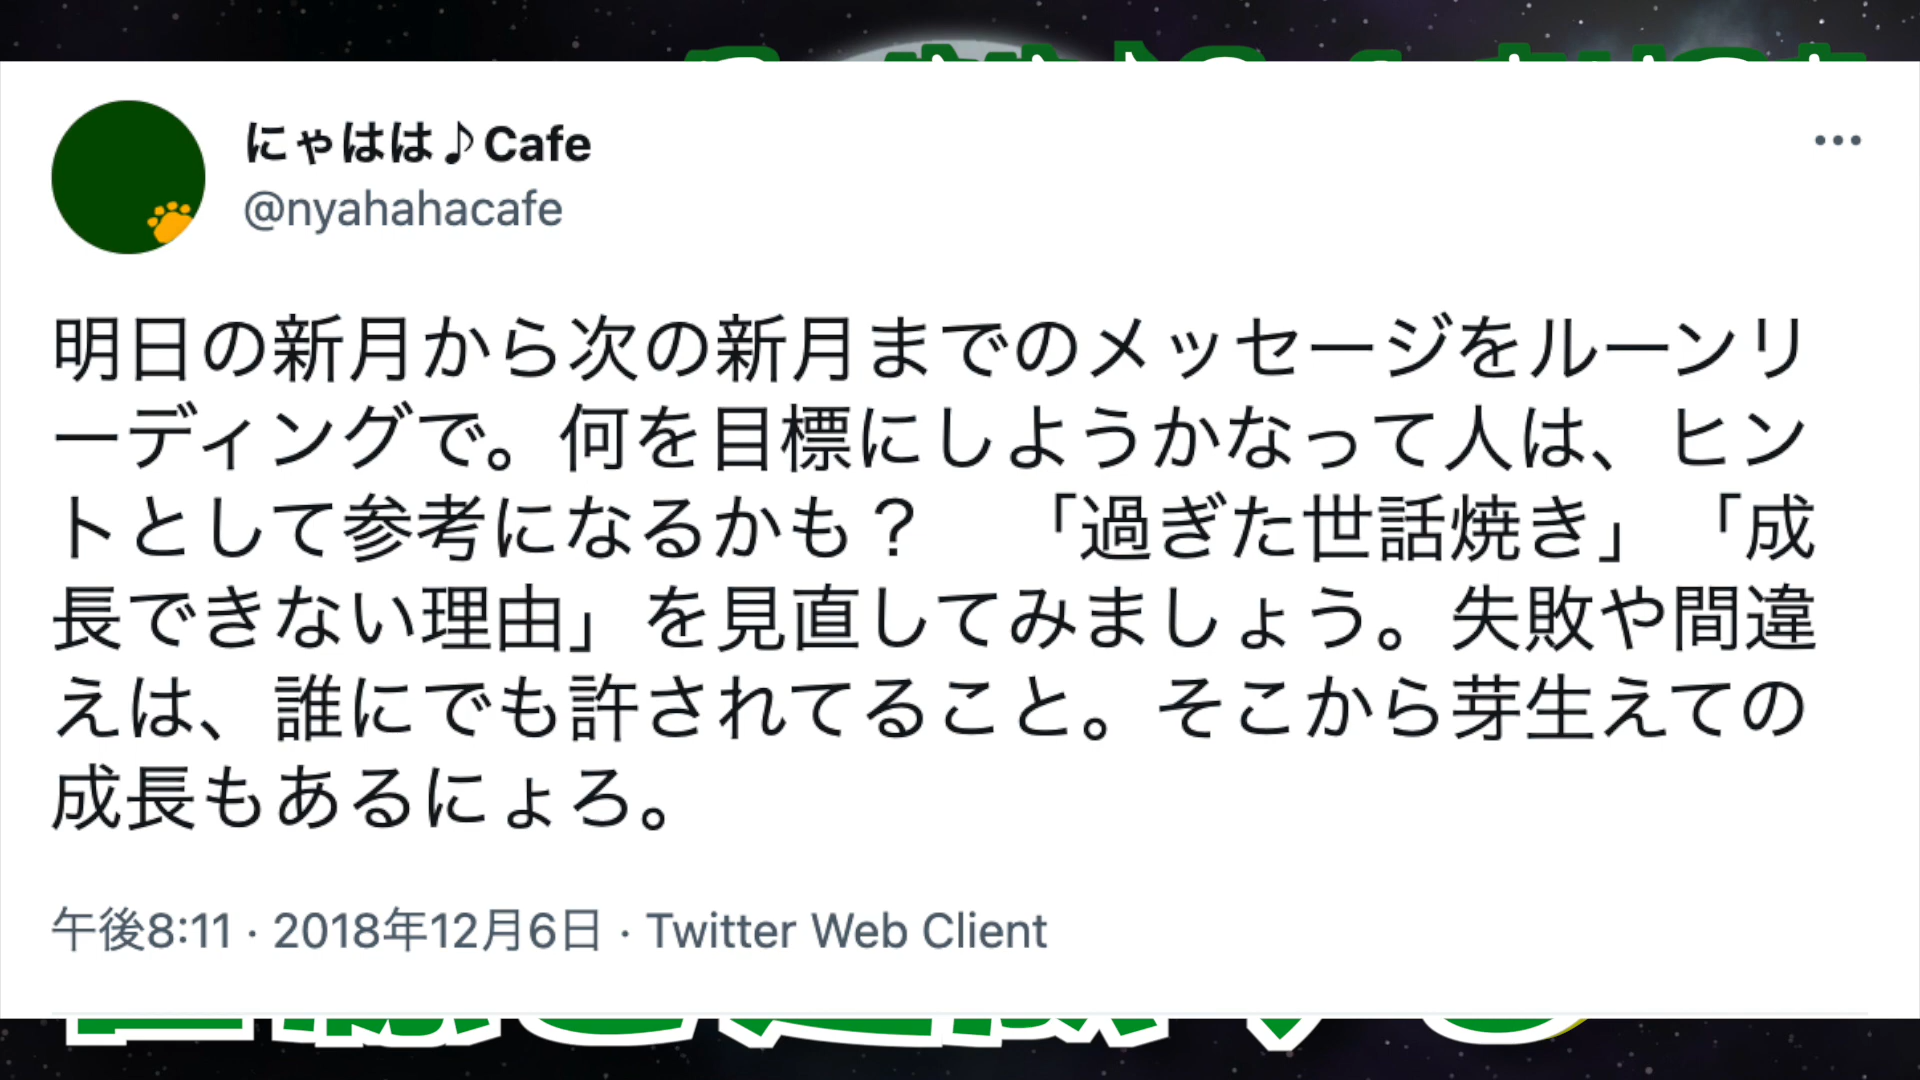 にゃはは♪Cafe
@nyahahacafe
明日の新月から次の新月までのメッセージをルーンリ
ーディングで。何を目標にしようかなって人は、ヒン
トとして参考になるかも？　「過ぎた世話焼き」「成
長できない理由」を見直してみましょう。失敗や間違
えは、誰にでも許されてること。そこから芽生えての
成長もあるにょろ。
午後8:11 · 2018年12月6日 · Twitter Web Client